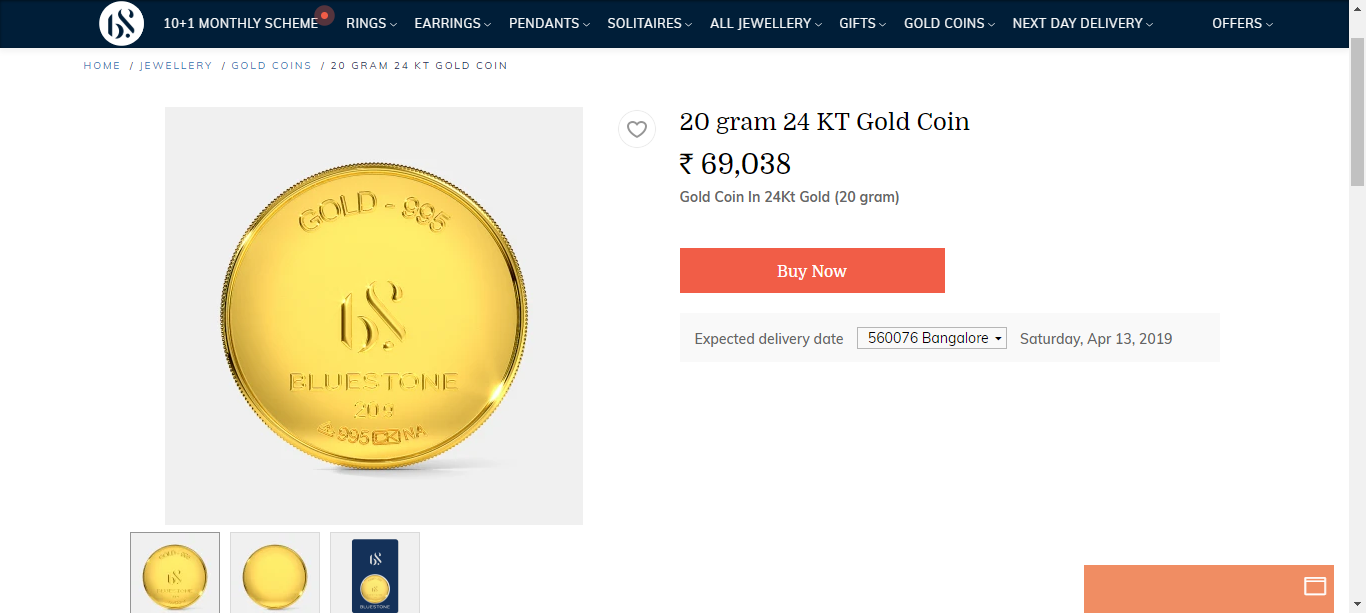 10+1 MONTHLY SCHEME RINGS EARRINGS PENDANTS SOLITAIRES ALL JEWELLERY GIFTS GOLD COINS NEXT DAY DELIVERY OFFERS
HOME / JEWELLERY / GOLD COINS / 20 GRAM 24 KT GOLD COIN
20 gram 24 KT Gold Coin
₹ 69,038
Gold Coin In 24Kt Gold (20 gram)
Buy Now
Expected delivery date 560076 Bangalore Saturday, Apr 13, 2019
GOLD - 995
BLUESTONE
20g
995 CK NA
BLUESTONE